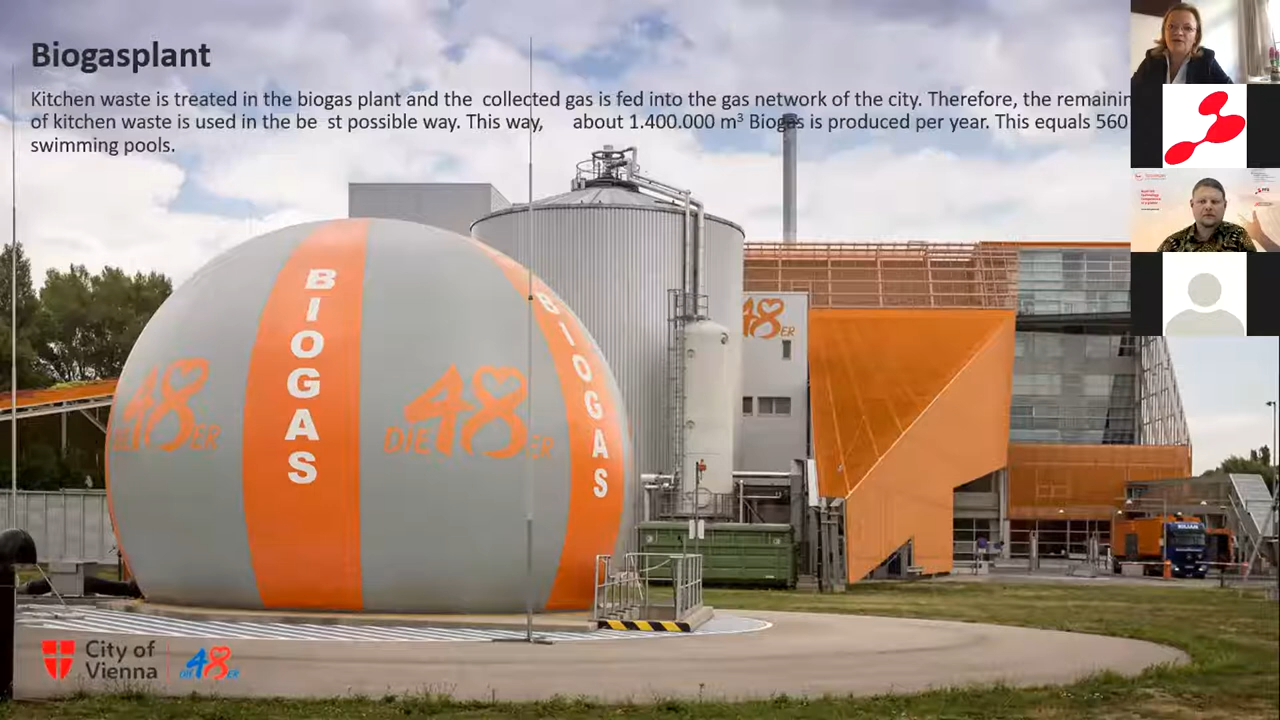 Biogasplant
Kitchen waste is treated in the biogas plant and the collected gas is fed into the gas network of the city. Therefore, the
of kitchen waste is used in the be st possible way. This way, about 1.400.000 m³ Biogas is produced per year. This equals 560
swimming pools.
BIOGAS
BIOGAS
48ER
DIE 48ER
DIE 48ER
City of
Vienna
DIE 48ER